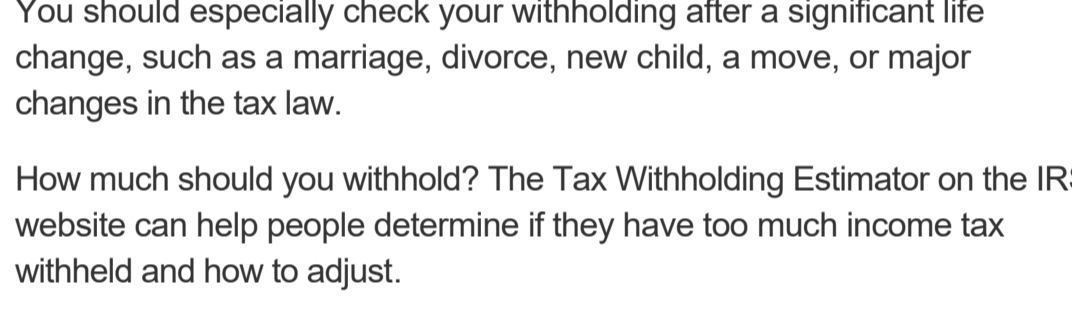 You should especially check your withholding after a significant life
change, such as a marriage, divorce, new child, a move, or major
changes in the tax law.
How much should you withhold? The Tax Withholding Estimator on the IRS
website can help people determine if they have too much income tax
withheld and how to adjust.